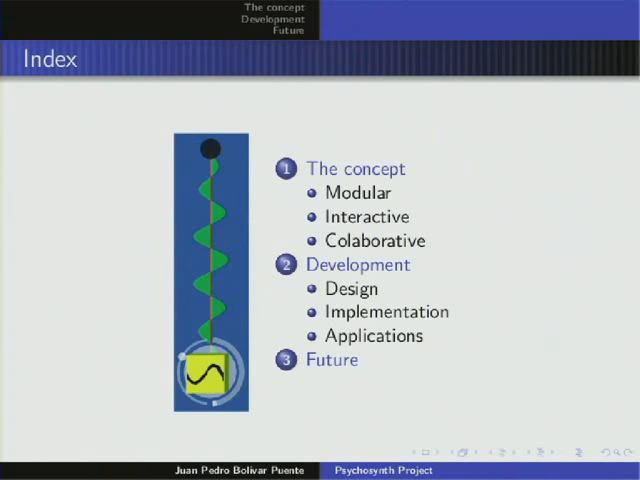 The concept
Development
Future
Index
1 The concept
Modular
Interactive
Colaborative
2 Development
Design
Implementation
Applications
3 Future
Juan Pedro Bolivar Puente
Psychosynth Project